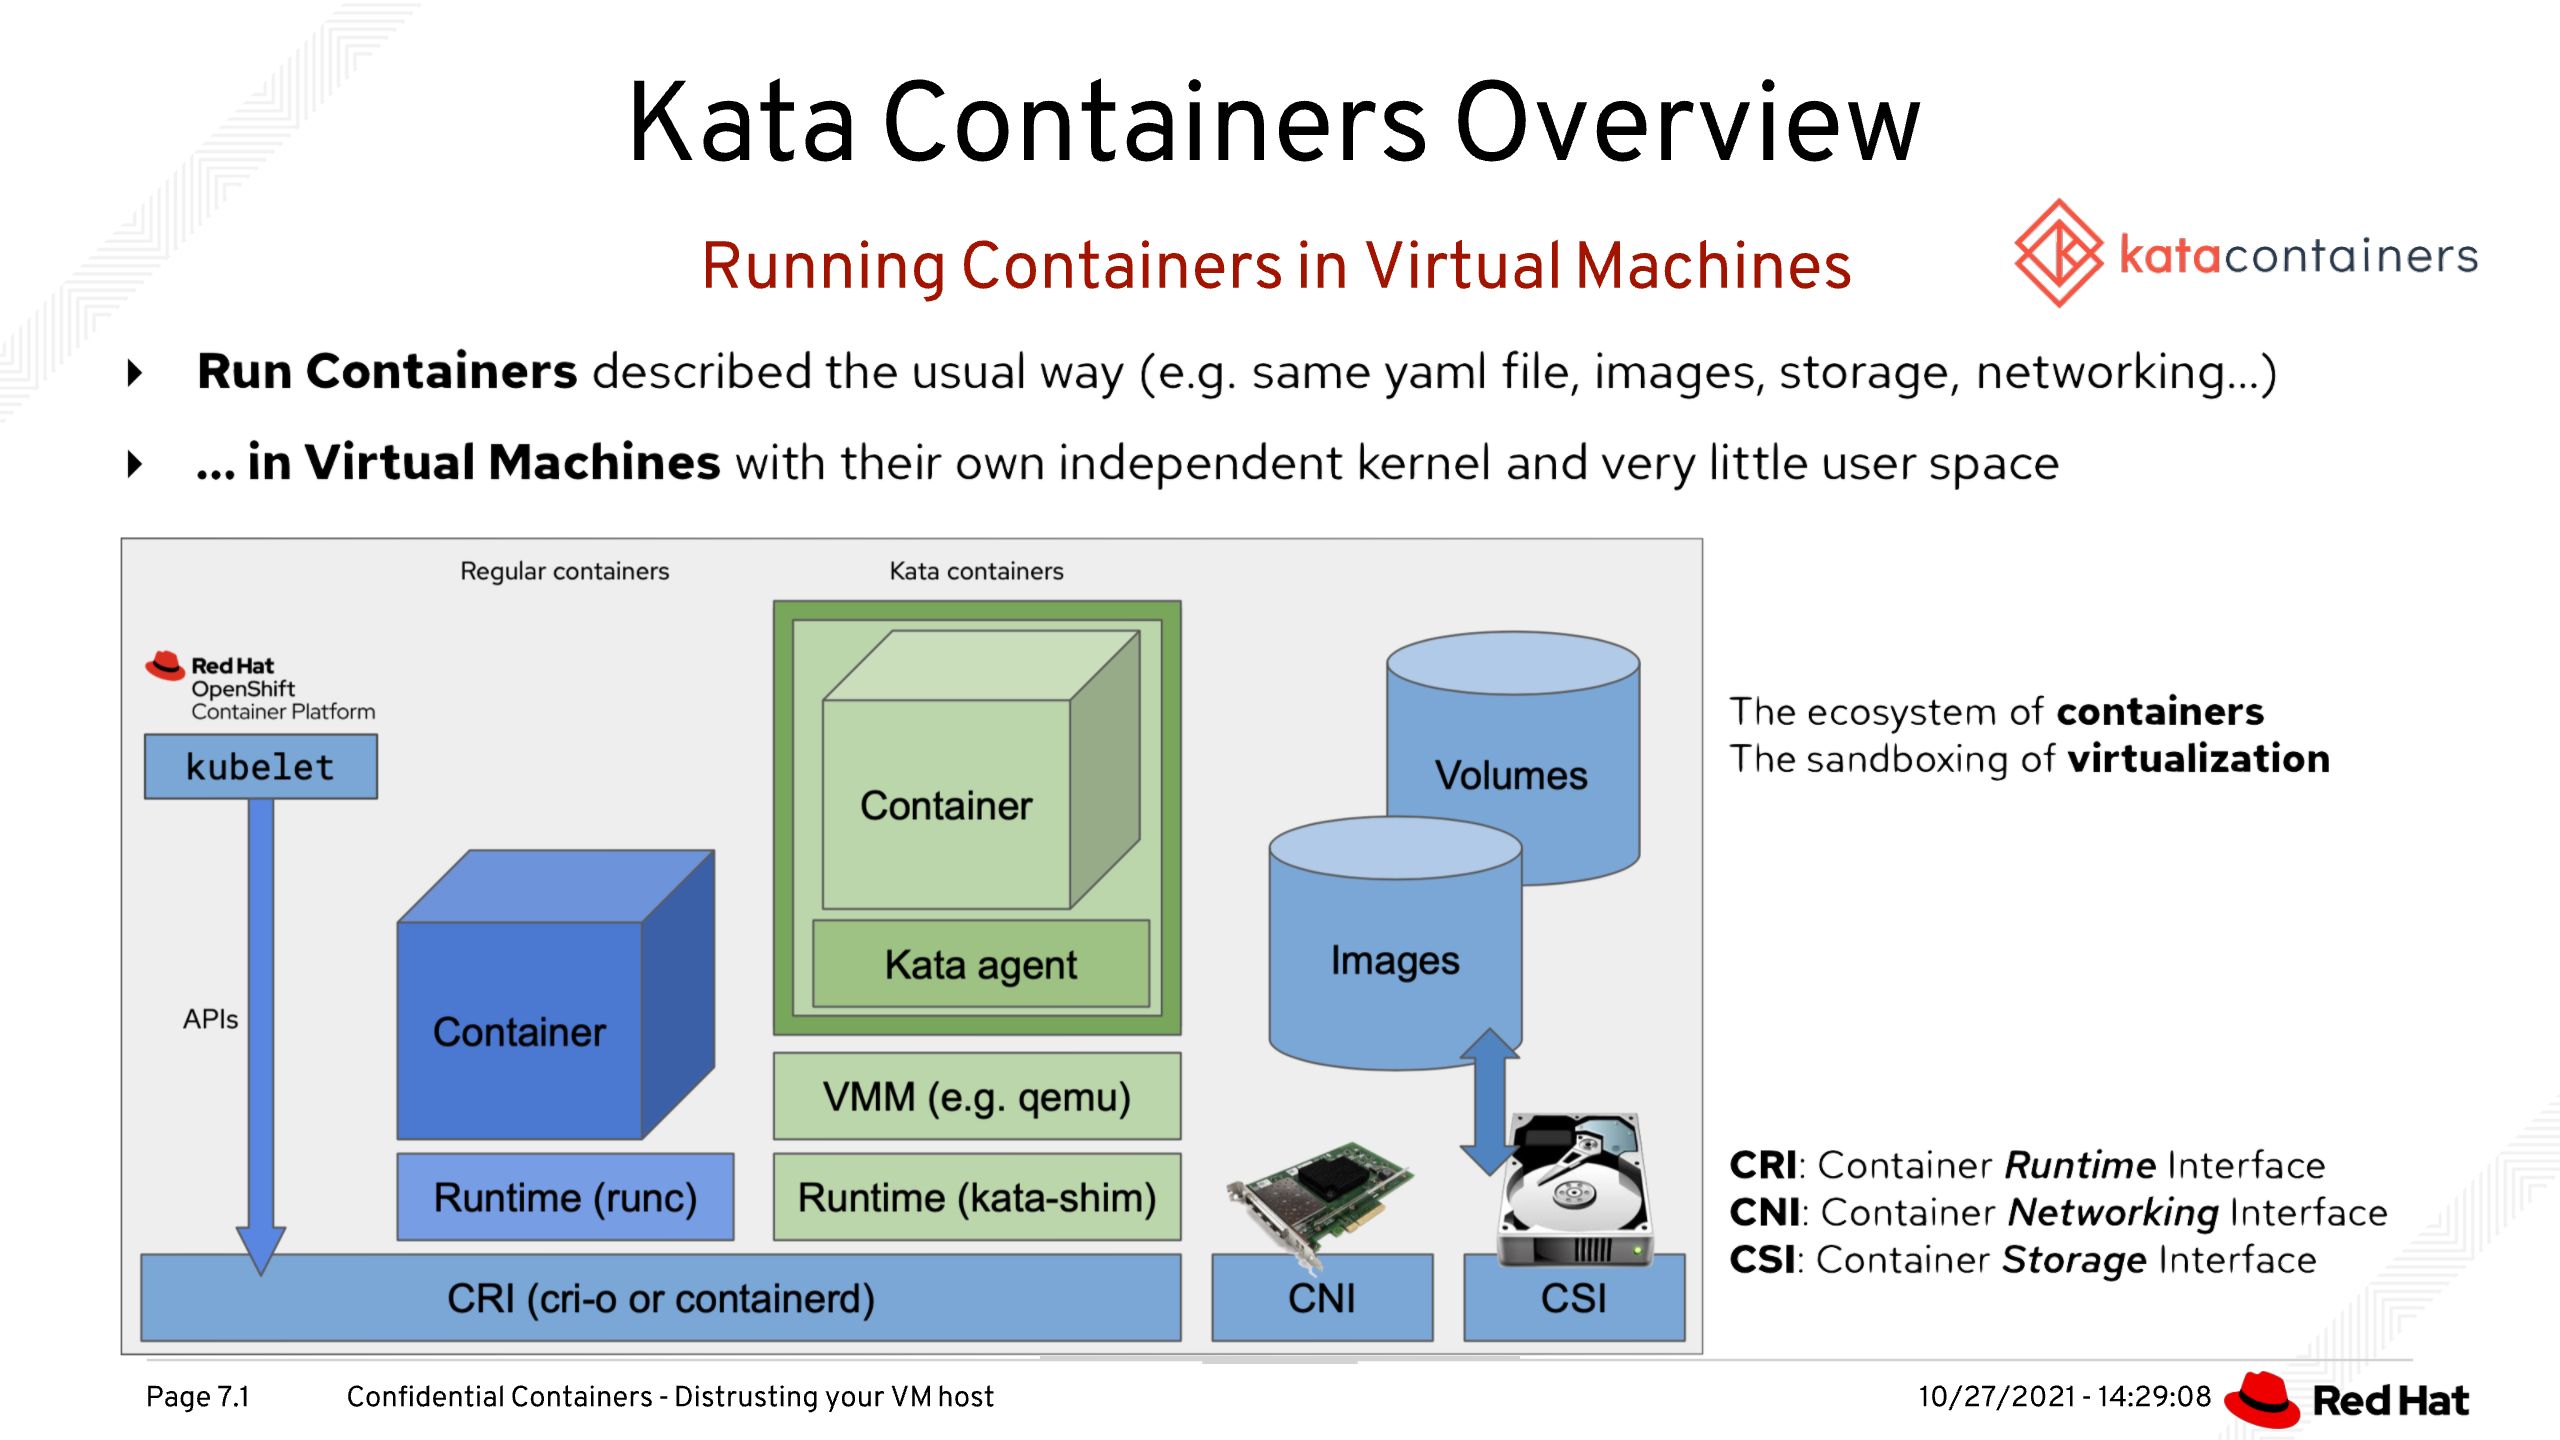 Kata Containers Overview
Running Containers in Virtual Machines
katacontainers
Run Containers described the usual way (e.g. same yaml file, images, storage, networking...)
... in Virtual Machines with their own independent kernel and very little user space
Regular containers
Kata containers
Red Hat
OpenShift
Container Platform
kubelet
APIs
Container
Runtime (runc)
Container
Kata agent
VMM (e.g. qemu)
Runtime (kata-shim)
CRI (cri-o or containerd)
Volumes
Images
CNI
CSI
The ecosystem of containers
The sandboxing of virtualization
CRI: Container Runtime Interface
CNI: Container Networking Interface
CSI: Container Storage Interface
Page 7.1
Confidential Containers - Distrusting your VM host
10/27/2021 - 14:29:08
Red Hat